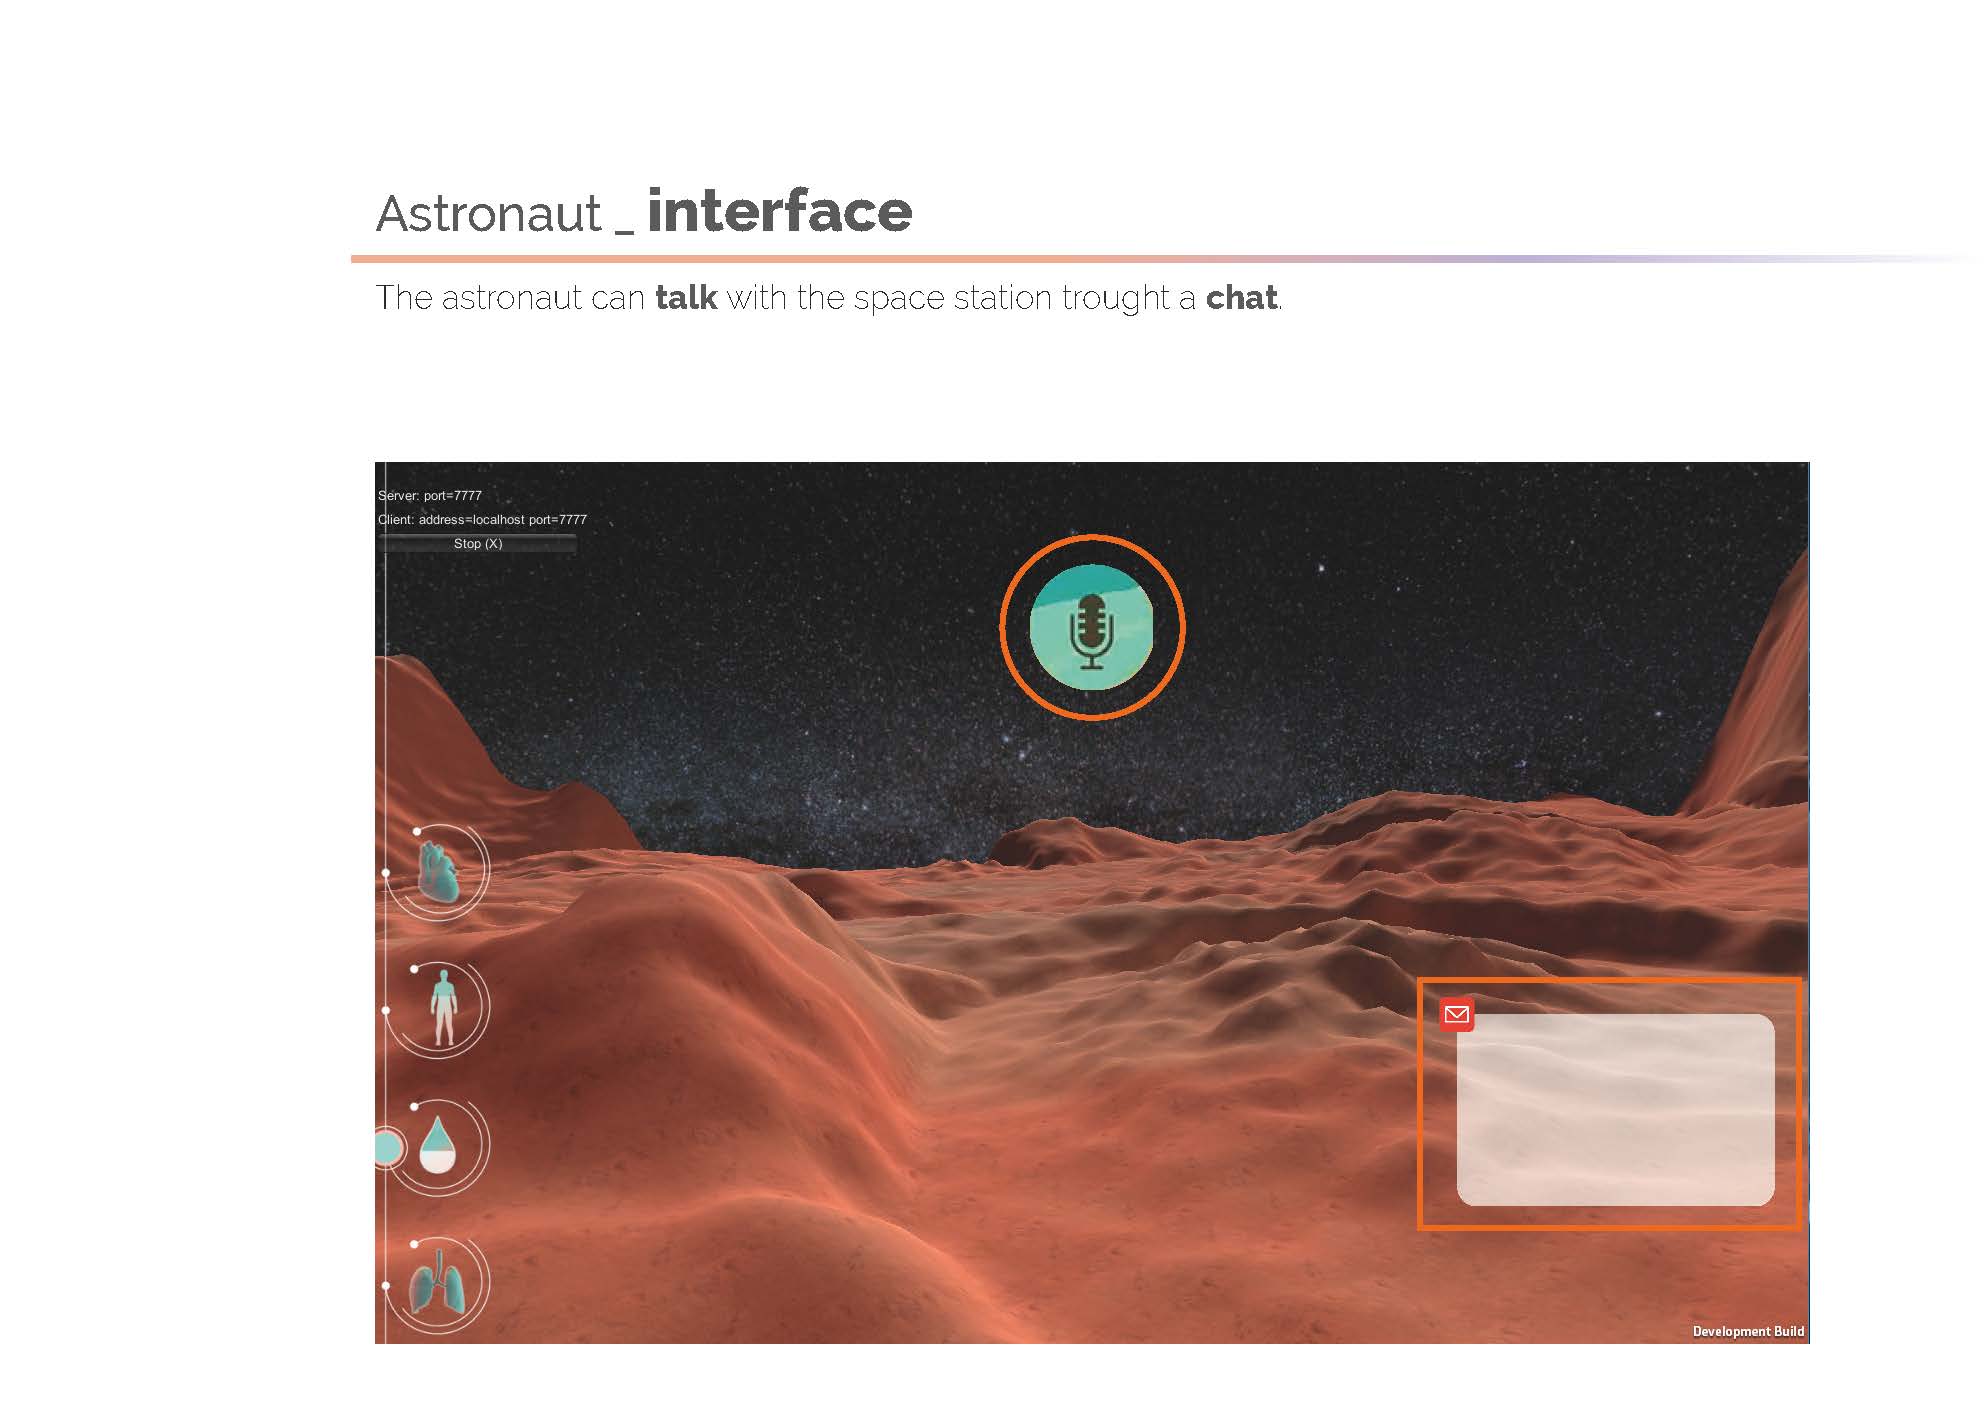 Astronaut _ interface
The astronaut can talk with the space station trought a chat.
Server: port=7777
Client: address=localhost port=7777
Stop (X)
Development Build